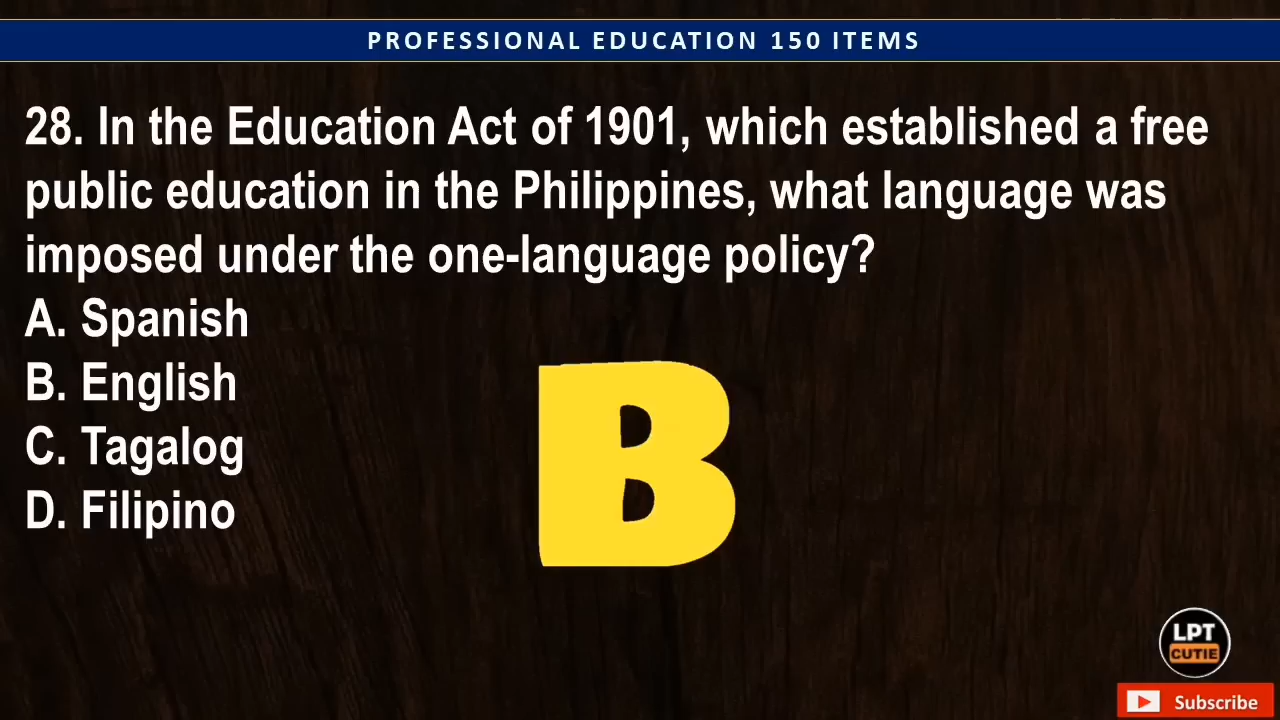 PROFESSIONAL EDUCATION 150 ITEMS
28. In the Education Act of 1901, which established a free
public education in the Philippines, what language was
imposed under the one-language policy?
A. Spanish
B. English
C. Tagalog
D. Filipino
B
LPT
CUTIE
Subscribe